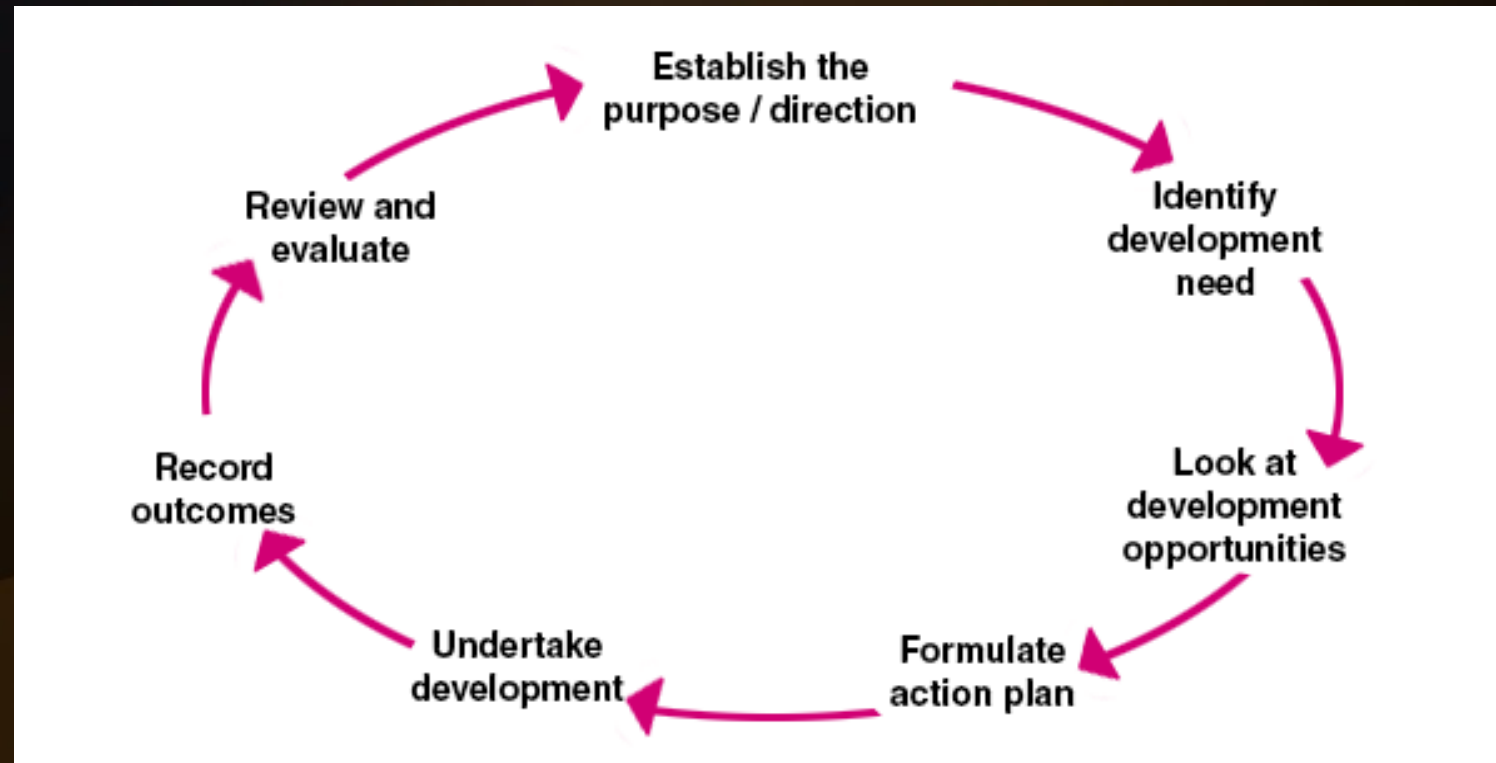 Establish the
purpose / direction
Identify
development
need
Look at
development
opportunities
Formulate
action plan
Undertake
development
Record
outcomes
Review and
evaluate